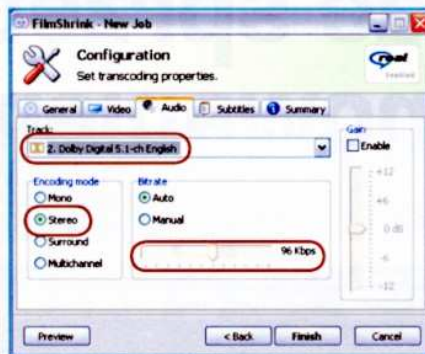 FilmShrink - New Job
Configuration
Set transcoding properties.
real
General Video Audio Subtitles Summary
Track:
2. Dolby Digital 5.1-ch English
Encoding mode
Mono
Stereo
Surround
Multichannel
Bitrate
Auto
Manual
96 Kbps
Gain
Enable
+12
+6
0 dB
-6
-12
Preview < Back Finish Cancel